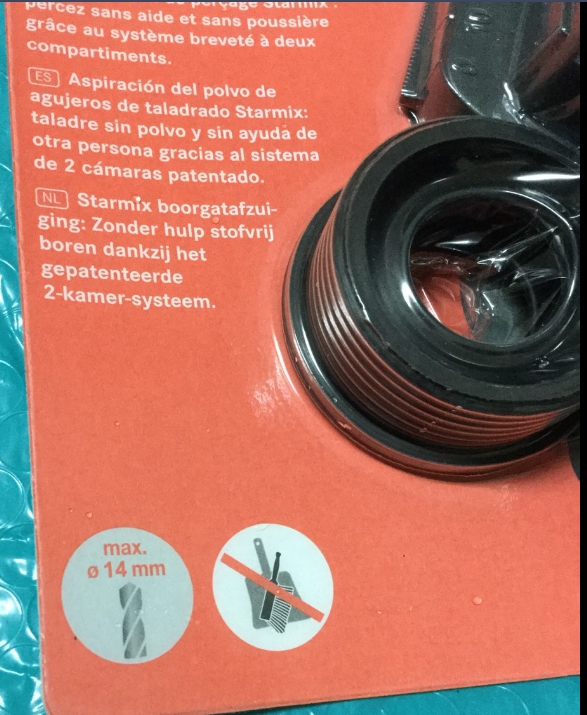 perçage Starmix :
percez sans aide et sans poussière
grâce au système breveté à deux
compartiments.
ES Aspiración del polvo de
agujeros de taladrado Starmix:
taladre sin polvo y sin ayuda de
otra persona gracias al sistema
de 2 cámaras patentado.
NL Starmix boorgatafzui-
ging: Zonder hulp stofvrij
boren dankzij het
gepatenteerde
2-kamer-systeem.
max.
ø 14 mm